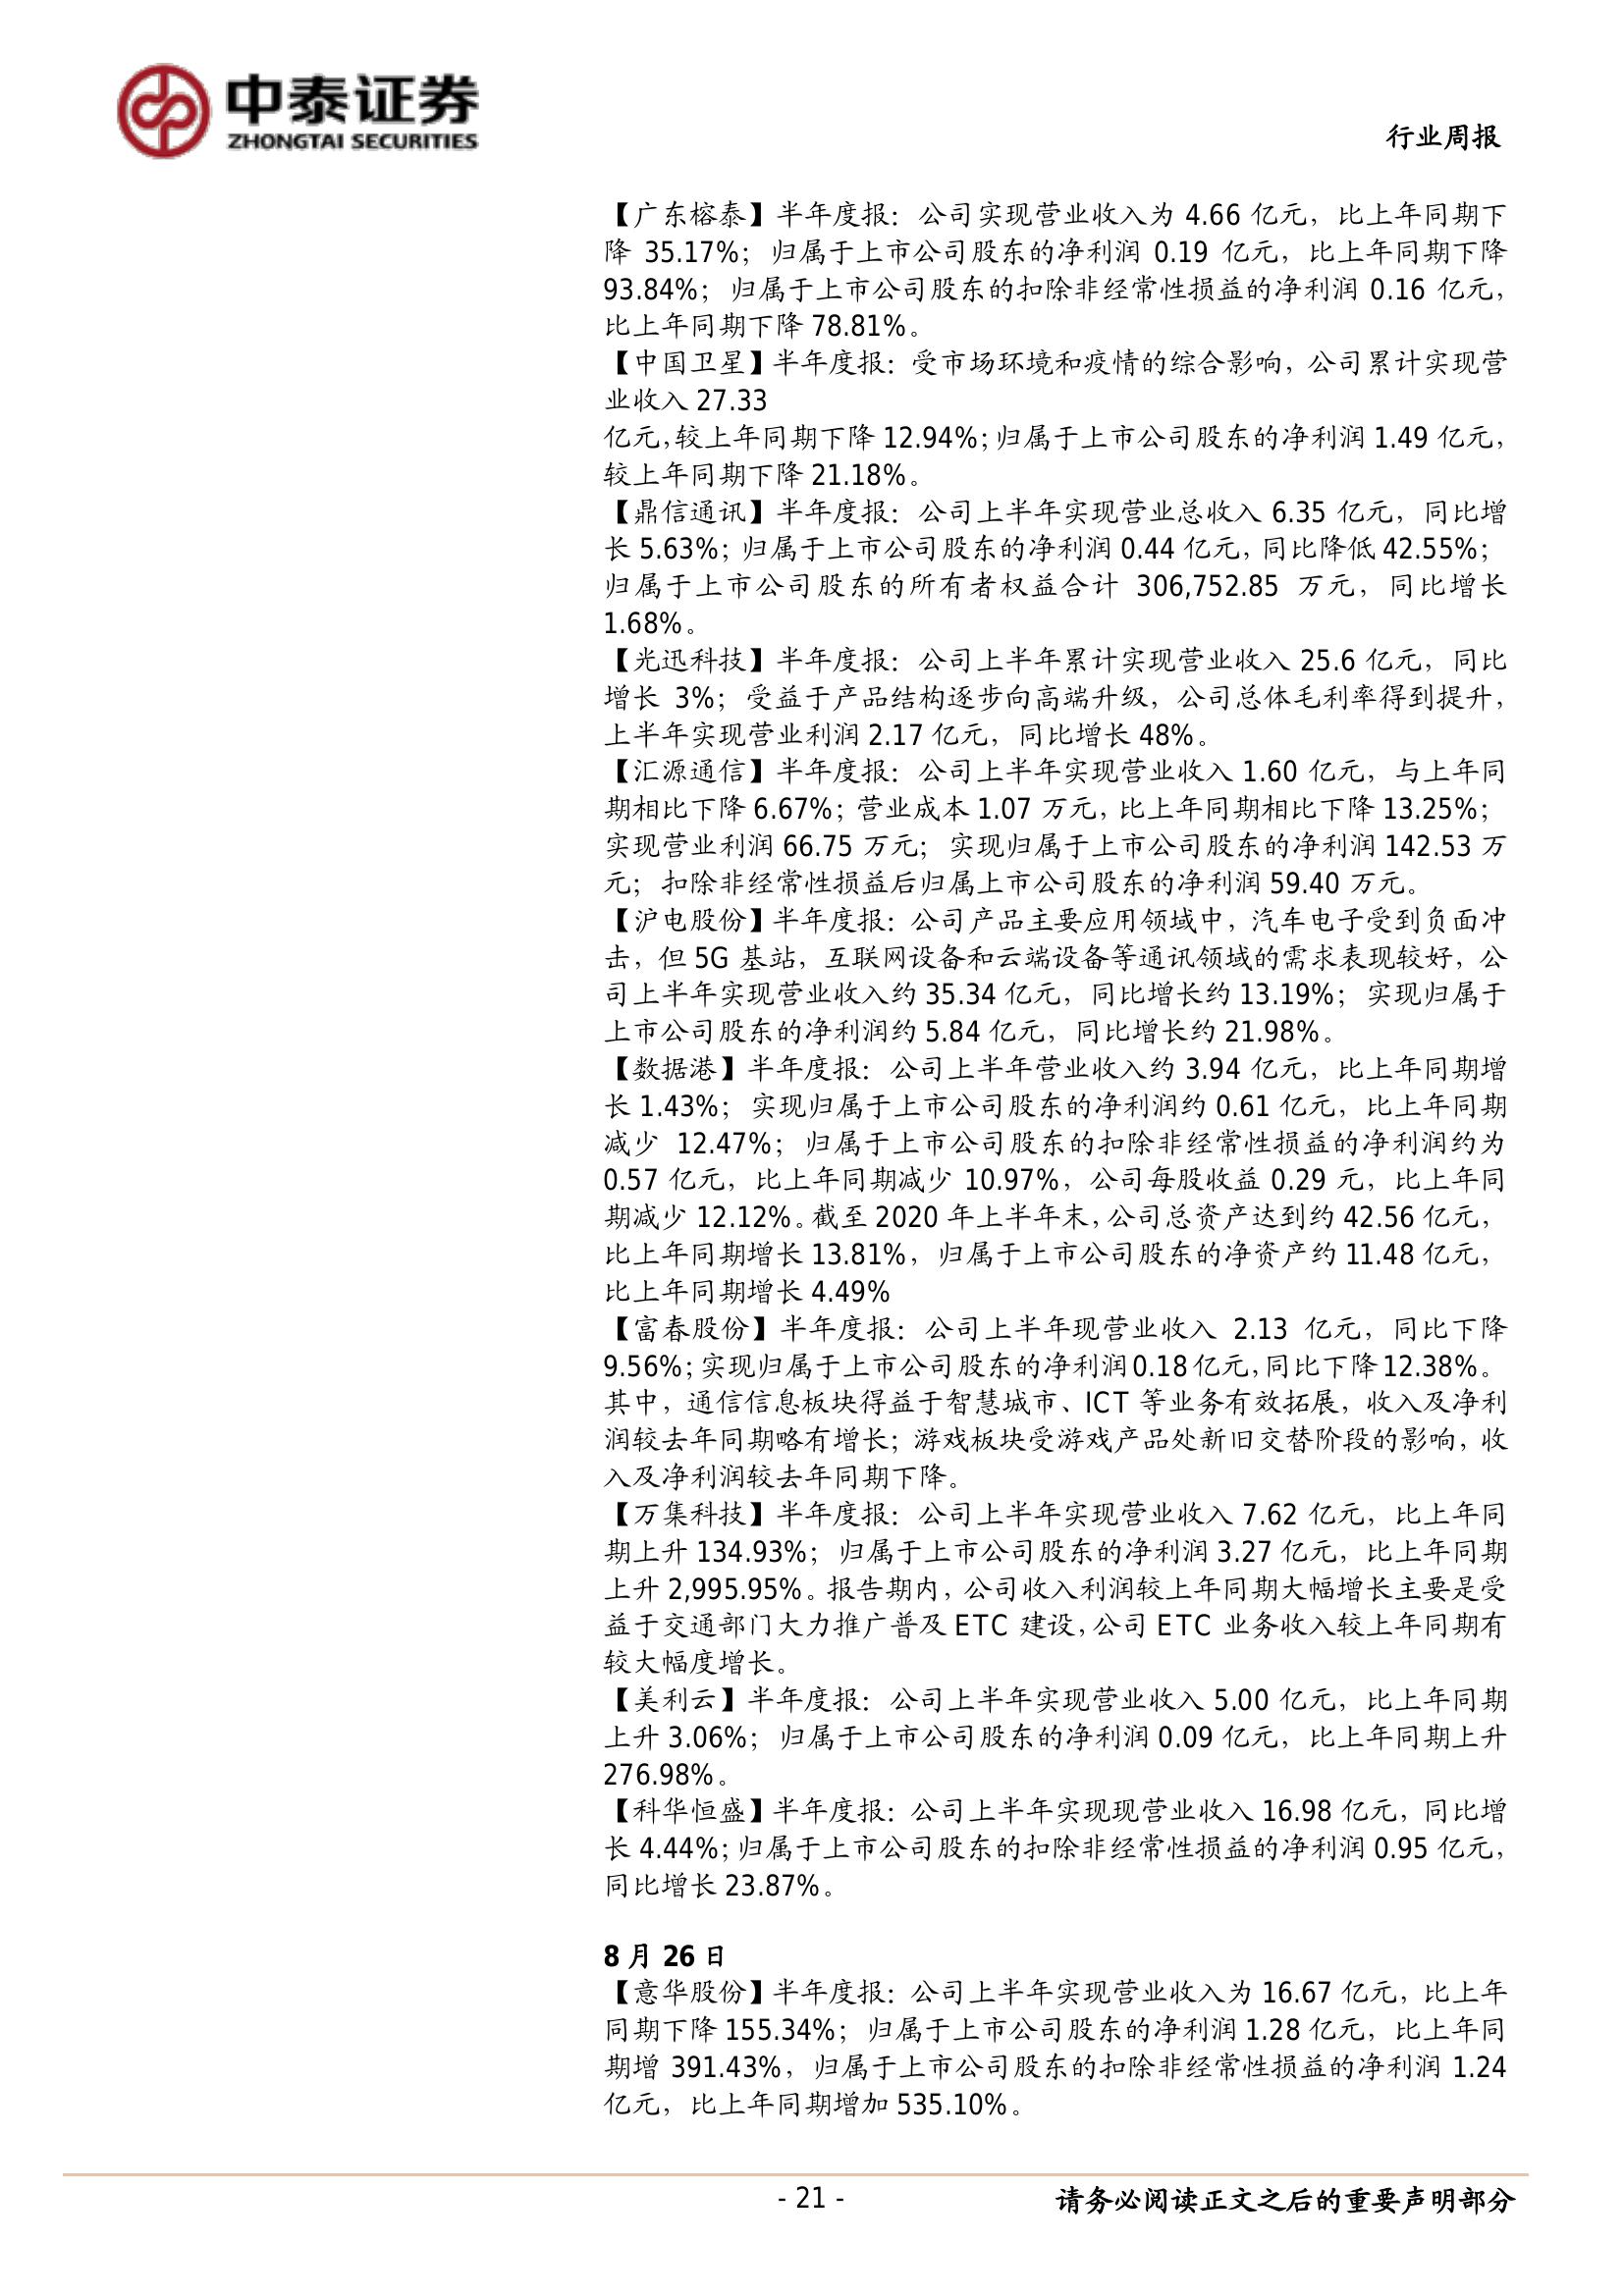 中泰证券
ZHONGTAI SECURITIES
行业周报
【广东榕泰】半年度报：公司实现营业收入为 4.66 亿元，比上年同期下
降 35.17%；归属于上市公司股东的净利润 0.19 亿元，比上年同期下降
93.84%；归属于上市公司股东的扣除非经常性损益的净利润 0.16 亿元，
比上年同期下降 78.81%。
【中国卫星】半年度报：受市场环境和疫情的综合影响，公司累计实现营
业收入 27.33
亿元，较上年同期下降 12.94%；归属于上市公司股东的净利润 1.49 亿元，
较上年同期下降 21.18%。
【鼎信通讯】半年度报：公司上半年实现营业总收入 6.35 亿元，同比增
长 5.63%；归属于上市公司股东的净利润 0.44 亿元，同比降低 42.55%；
归属于上市公司股东的所有者权益合计 306,752.85 万元，同比增长
1.68%。
【光迅科技】半年度报：公司上半年累计实现营业收入 25.6 亿元，同比
增长 3%；受益于产品结构逐步向高端升级，公司总体毛利率得到提升，
上半年实现营业利润 2.17 亿元，同比增长 48%。
【汇源通信】半年度报：公司上半年实现营业收入 1.60 亿元，与上年同
期相比下降 6.67%；营业成本 1.07 万元，比上年同期相比下降 13.25%；
实现营业利润 66.75 万元；实现归属于上市公司股东的净利润 142.53 万
元；扣除非经常性损益后归属上市公司股东的净利润 59.40 万元。
【沪电股份】半年度报：公司产品主要应用领域中，汽车电子受到负面冲
击，但 5G 基站，互联网设备和云端设备等通讯领域的需求表现较好，公
司上半年实现营业收入约 35.34 亿元，同比增长约 13.19%；实现归属于
上市公司股东的净利润约 5.84 亿元，同比增长约 21.98%。
【数据港】半年度报：公司上半年营业收入约 3.94 亿元，比上年同期增
长 1.43%；实现归属于上市公司股东的净利润约 0.61 亿元，比上年同期
减少 12.47%；归属于上市公司股东的扣除非经常性损益的净利润约为
0.57 亿元，比上年同期减少 10.97%，公司每股收益 0.29 元，比上年同
期减少 12.12%。截至 2020 年上半年末，公司总资产达到约 42.56 亿元，
比上年同期增长 13.81%，归属于上市公司股东的净资产约 11.48 亿元，
比上年同期增长 4.49%
【富春股份】半年度报：公司上半年现营业收入 2.13 亿元，同比下降
9.56%；实现归属于上市公司股东的净利润 0.18 亿元，同比下降 12.38%。
其中，通信信息板块得益于智慧城市、ICT 等业务有效拓展，收入及净利
润较去年同期略有增长；游戏板块受游戏产品处新旧交替阶段的影响，收
入及净利润较去年同期下降。
【万集科技】半年度报：公司上半年实现营业收入 7.62 亿元，比上年同
期上升 134.93%；归属于上市公司股东的净利润 3.27 亿元，比上年同期
上升 2,995.95%。报告期内，公司收入利润较上年同期大幅增长主要是受
益于交通部门大力推广普及 ETC 建设，公司 ETC 业务收入较上年同期有
较大幅度增长。
【美利云】半年度报：公司上半年实现营业收入 5.00 亿元，比上年同期
上升 3.06%；归属于上市公司股东的净利润 0.09 亿元，比上年同期上升
276.98%。
【科华恒盛】半年度报：公司上半年实现现营业收入 16.98 亿元，同比增
长 4.44%；归属于上市公司股东的扣除非经常性损益的净利润 0.95 亿元，
同比增长 23.87%。
8 月 26 日
【意华股份】半年度报：公司上半年实现营业收入为 16.67 亿元，比上年
同期下降 155.34%；归属于上市公司股东的净利润 1.28 亿元，比上年同
期增 391.43%，归属于上市公司股东的扣除非经常性损益的净利润 1.24
亿元，比上年同期增加 535.10%。
- 21 -
请务必阅读正文之后的重要声明部分